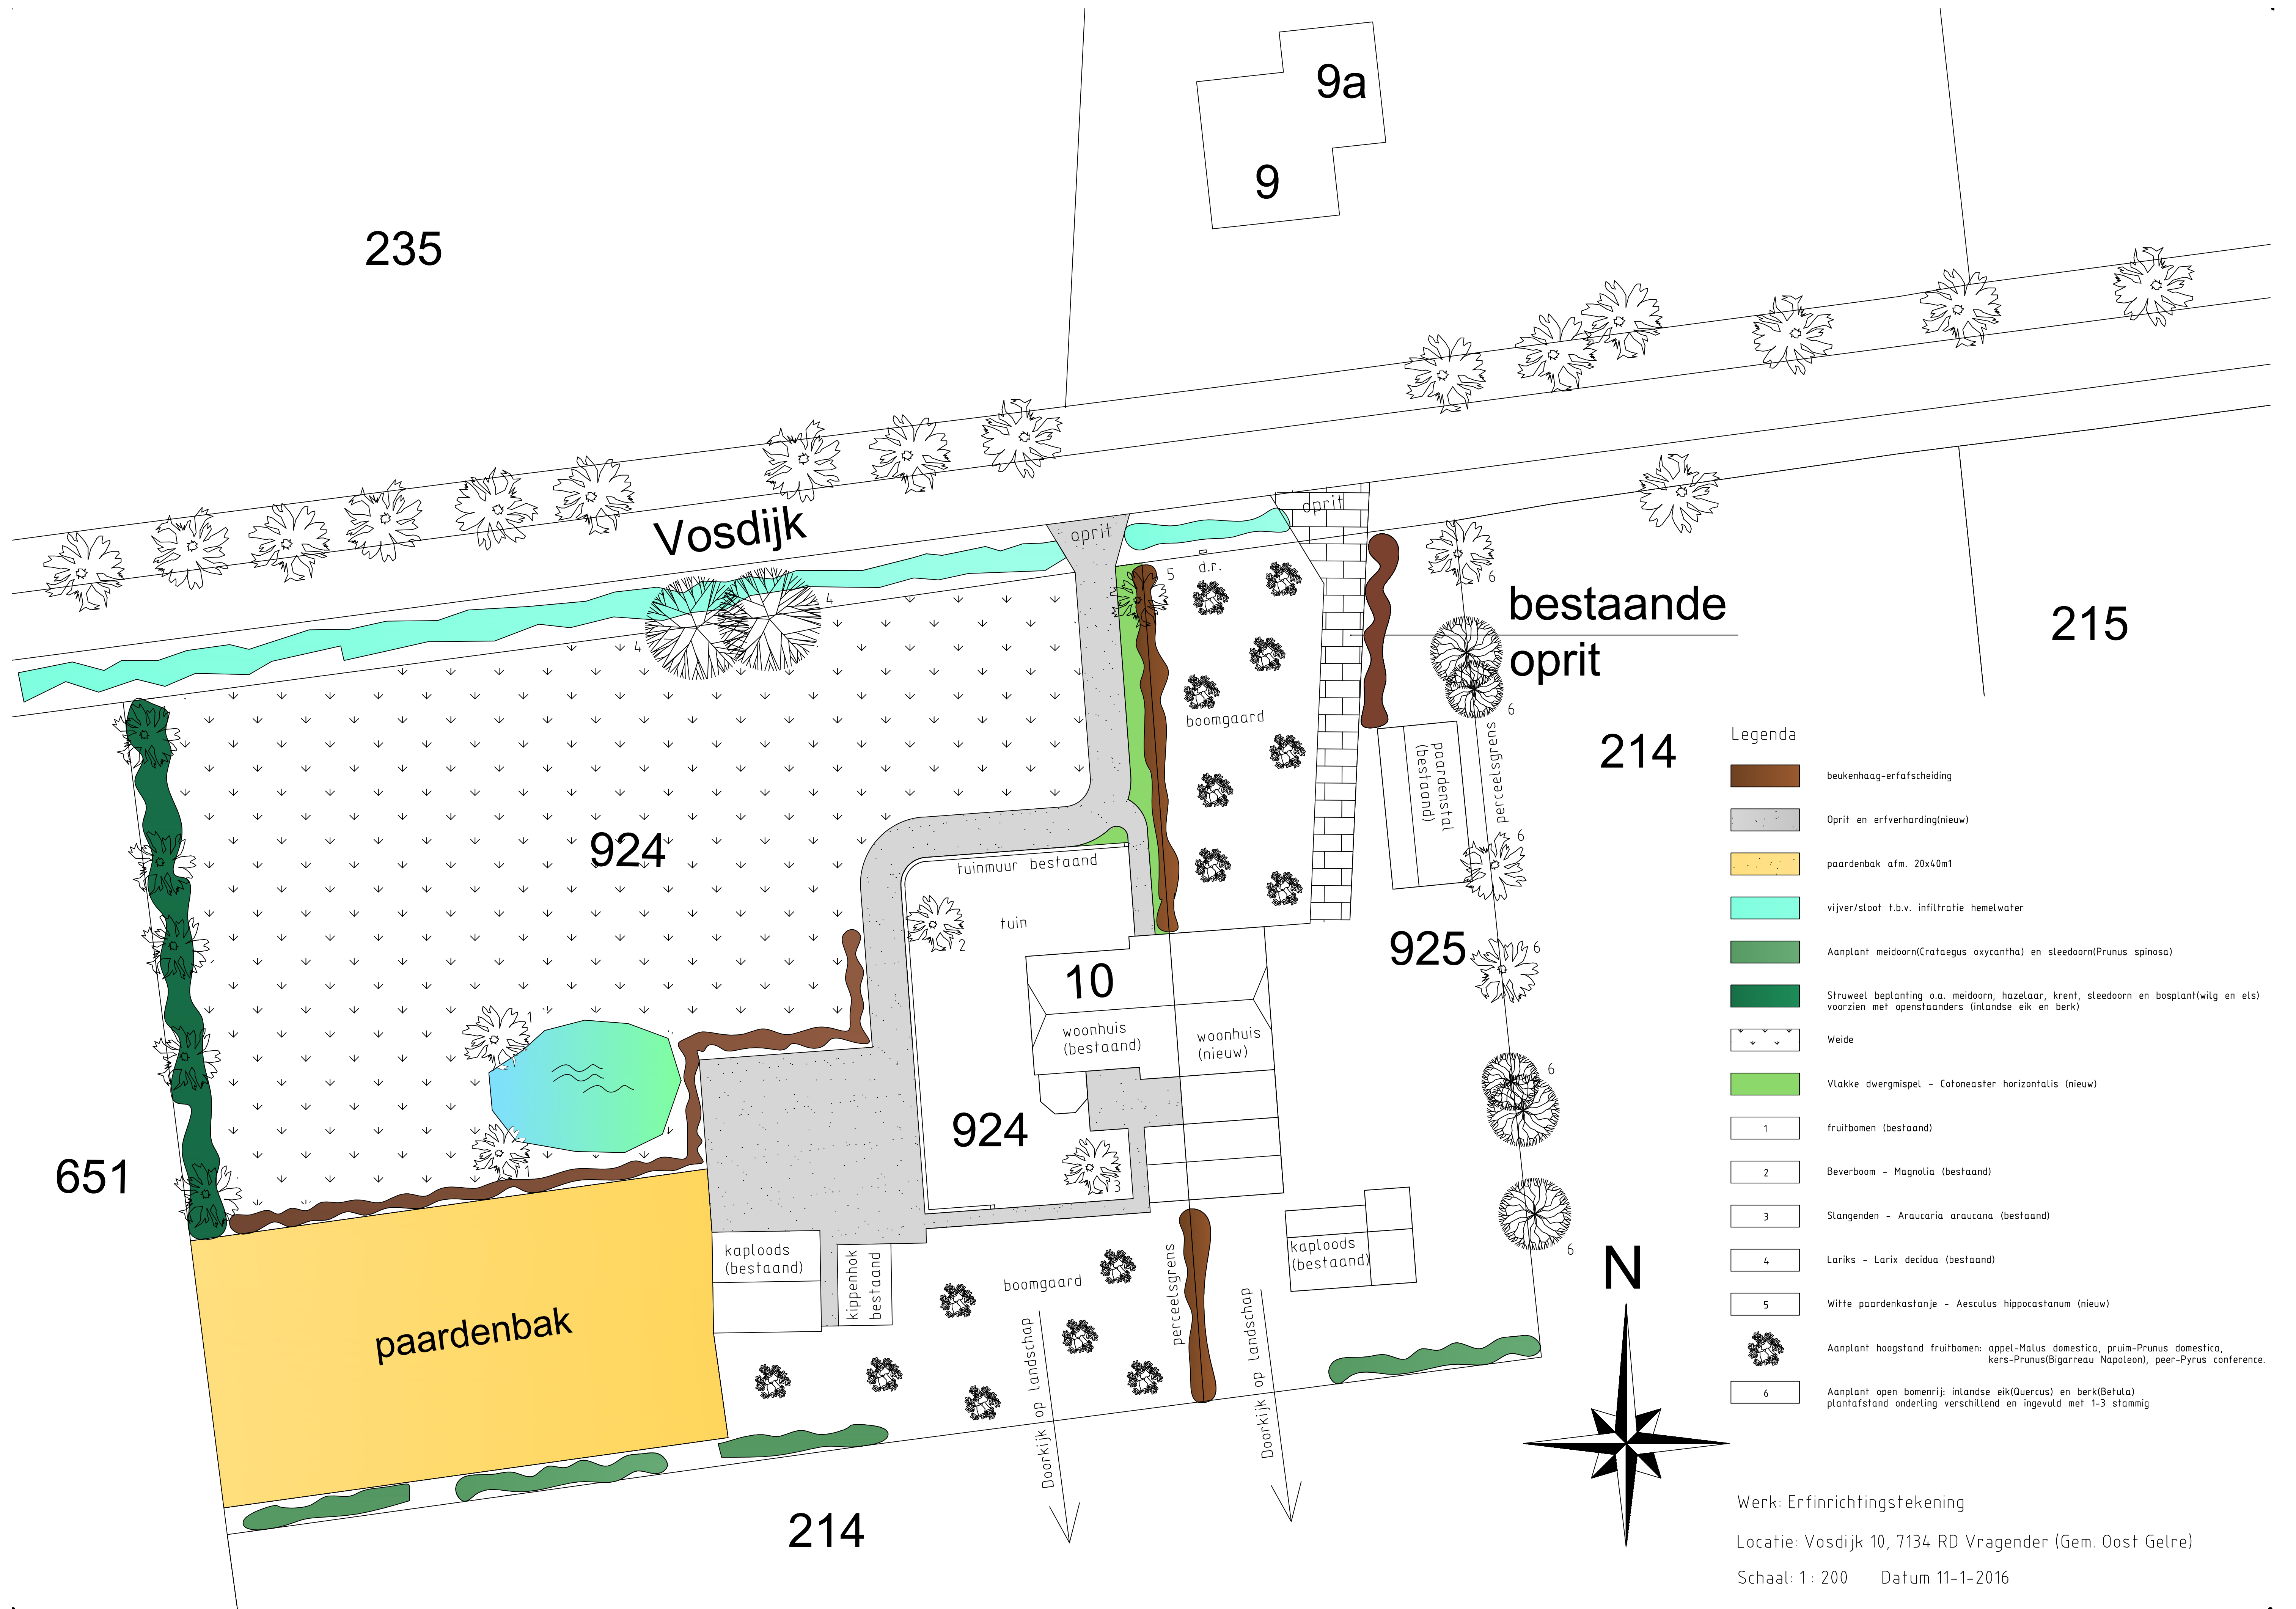 9a
9
235
Vosdijk
oprit
oprit
d.r.
5
4
4
6
bestaande
oprit
215
6
boomgaard
paardenstal
(bestaand)
perceelsgrens
214
924
tuinmuur bestaand
tuin
2
6
925
6
10
woonhuis
(bestaand)
woonhuis
(nieuw)
1
1
924
3
6
6
651
kaploods
(bestaand)
kippenhok
bestaand
boomgaard
perceelsgrens
kaploods
(bestaand)
paardenbak
Doorkijk op landschap
Doorkijk op landschap
214
N
Legenda
beukenhaag-erfafscheiding
Oprit en erfverharding(nieuw)
paardenbak afm. 20x40m1
vijver/sloot t.b.v. infiltratie hemelwater
Aanplant meidoorn(Crataegus oxycantha) en sleedoorn(Prunus spinosa)
Struweel beplanting o.a. meidoorn, hazelaar, krent, sleedoorn en bosplant(wilg en els)
voorzien met openstaanders (inlandse eik en berk)
Weide
Vlakke dwergmispel - Cotoneaster horizontalis (nieuw)
1 fruitbomen (bestaand)
2 Beverboom - Magnolia (bestaand)
3 Slangenden - Araucaria araucana (bestaand)
4 Lariks - Larix decidua (bestaand)
5 Witte paardenkastanje - Aesculus hippocastanum (nieuw)
Aanplant hoogstand fruitbomen: appel-Malus domestica, pruim-Prunus domestica,
kers-Prunus(Bigarreau Napoleon), peer-Pyrus conference.
6 Aanplant open bomenrij: inlandse eik(Quercus) en berk(Betula)
plantafstand onderling verschillend en ingevuld met 1-3 stammig
Werk: Erfinrichtingstekening
Locatie: Vosdijk 10, 7134 RD Vragender (Gem. Oost Gelre)
Schaal: 1 : 200 Datum 11-1-2016